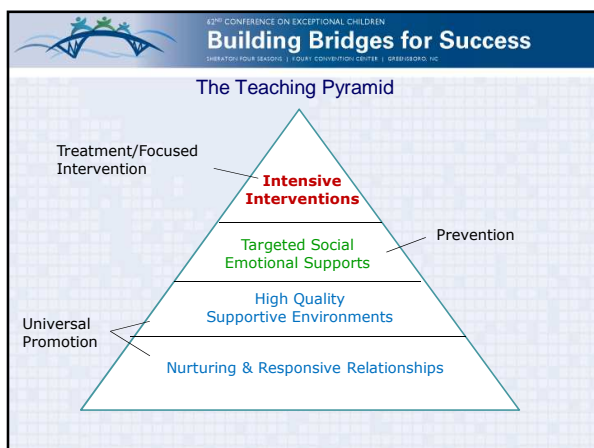 62ND CONFERENCE ON EXCEPTIONAL CHILDREN
Building Bridges for Success
SHERATON FOUR SEASONS | KOURY CONVENTION CENTER | GREENSBORO, NC
The Teaching Pyramid
Treatment/Focused
Intervention
Intensive
Interventions
Prevention
Targeted Social
Emotional Supports
High Quality
Supportive Environments
Universal
Promotion
Nurturing & Responsive Relationships